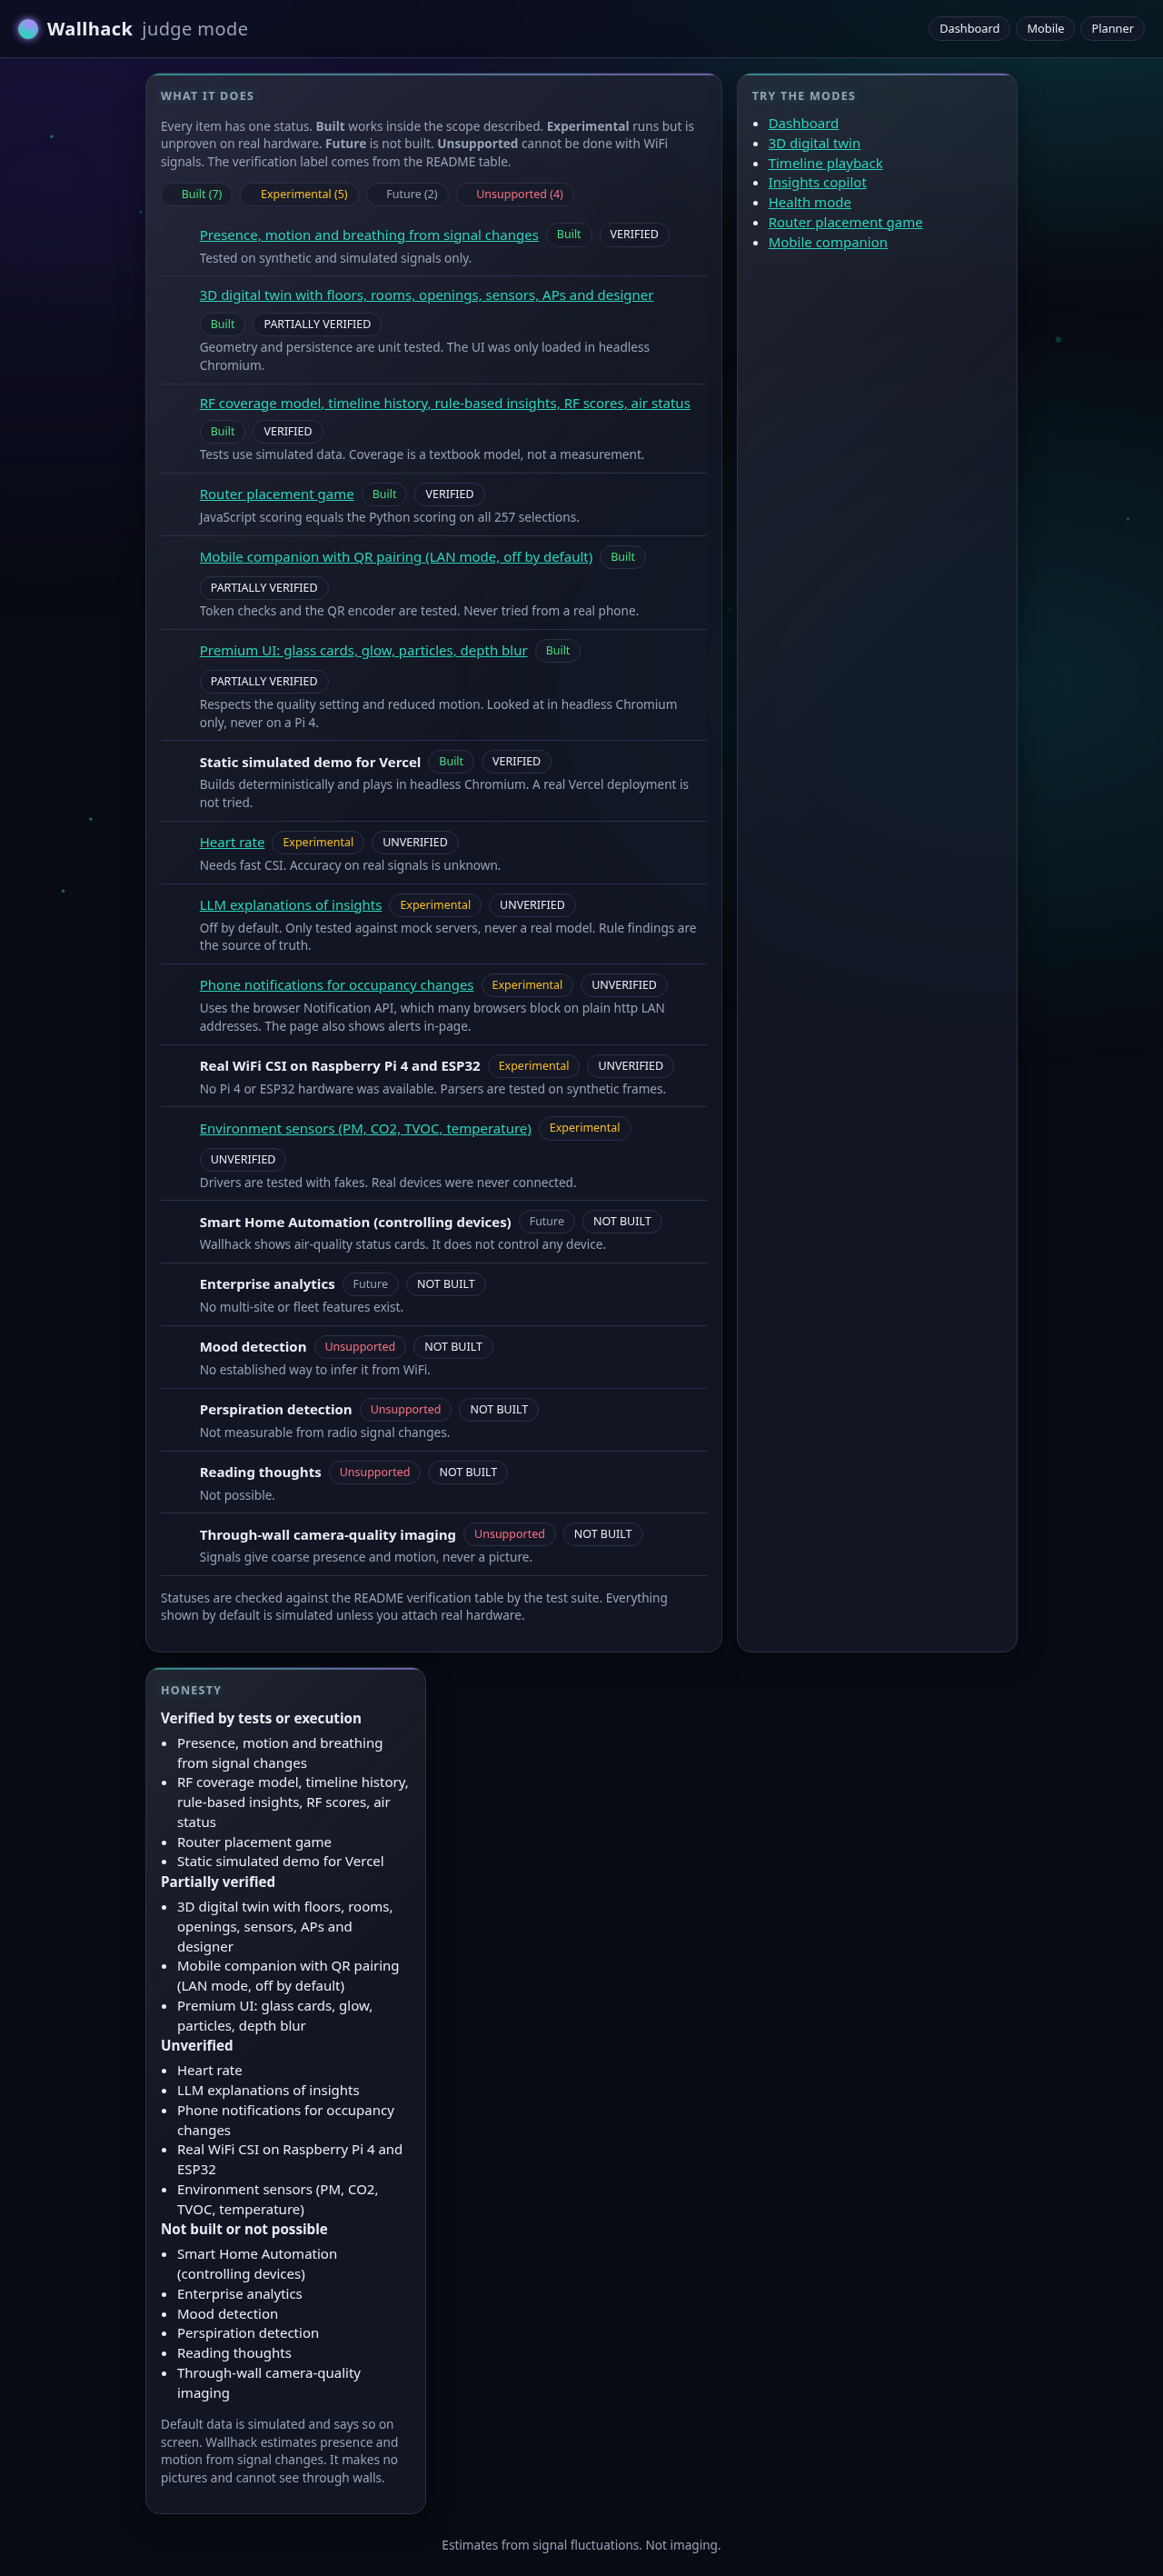 Wallhack judge mode
Dashboard Mobile Planner
WHAT IT DOES
Every item has one status. Built works inside the scope described. Experimental runs but is
unproven on real hardware. Future is not built. Unsupported cannot be done with WiFi
signals. The verification label comes from the README table.
Built (7) Experimental (5) Future (2) Unsupported (4)
Presence, motion and breathing from signal changes Built VERIFIED
Tested on synthetic and simulated signals only.
3D digital twin with floors, rooms, openings, sensors, APs and designer
Built PARTIALLY VERIFIED
Geometry and persistence are unit tested. The UI was only loaded in headless
Chromium.
RF coverage model, timeline history, rule-based insights, RF scores, air status
Built VERIFIED
Tests use simulated data. Coverage is a textbook model, not a measurement.
Router placement game Built VERIFIED
JavaScript scoring equals the Python scoring on all 257 selections.
Mobile companion with QR pairing (LAN mode, off by default) Built
PARTIALLY VERIFIED
Token checks and the QR encoder are tested. Never tried from a real phone.
Premium UI: glass cards, glow, particles, depth blur Built
PARTIALLY VERIFIED
Respects the quality setting and reduced motion. Looked at in headless Chromium
only, never on a Pi 4.
Static simulated demo for Vercel Built VERIFIED
Builds deterministically and plays in headless Chromium. A real Vercel deployment is
not tried.
Heart rate Experimental UNVERIFIED
Needs fast CSI. Accuracy on real signals is unknown.
LLM explanations of insights Experimental UNVERIFIED
Off by default. Only tested against mock servers, never a real model. Rule findings are
the source of truth.
Phone notifications for occupancy changes Experimental UNVERIFIED
Uses the browser Notification API, which many browsers block on plain http LAN
addresses. The page also shows alerts in-page.
Real WiFi CSI on Raspberry Pi 4 and ESP32 Experimental UNVERIFIED
No Pi 4 or ESP32 hardware was available. Parsers are tested on synthetic frames.
Environment sensors (PM, CO2, TVOC, temperature) Experimental
UNVERIFIED
Drivers are tested with fakes. Real devices were never connected.
Smart Home Automation (controlling devices) Future NOT BUILT
Wallhack shows air-quality status cards. It does not control any device.
Enterprise analytics Future NOT BUILT
No multi-site or fleet features exist.
Mood detection Unsupported NOT BUILT
No established way to infer it from WiFi.
Perspiration detection Unsupported NOT BUILT
Not measurable from radio signal changes.
Reading thoughts Unsupported NOT BUILT
Not possible.
Through-wall camera-quality imaging Unsupported NOT BUILT
Signals give coarse presence and motion, never a picture.
Statuses are checked against the README verification table by the test suite. Everything
shown by default is simulated unless you attach real hardware.
TRY THE MODES
Dashboard
3D digital twin
Timeline playback
Insights copilot
Health mode
Router placement game
Mobile companion
HONESTY
Verified by tests or execution
Presence, motion and breathing
from signal changes
RF coverage model, timeline history,
rule-based insights, RF scores, air
status
Router placement game
Static simulated demo for Vercel
Partially verified
3D digital twin with floors, rooms,
openings, sensors, APs and
designer
Mobile companion with QR pairing
(LAN mode, off by default)
Premium UI: glass cards, glow,
particles, depth blur
Unverified
Heart rate
LLM explanations of insights
Phone notifications for occupancy
changes
Real WiFi CSI on Raspberry Pi 4 and
ESP32
Environment sensors (PM, CO2,
TVOC, temperature)
Not built or not possible
Smart Home Automation
(controlling devices)
Enterprise analytics
Mood detection
Perspiration detection
Reading thoughts
Through-wall camera-quality
imaging
Default data is simulated and says so on
screen. Wallhack estimates presence and
motion from signal changes. It makes no
pictures and cannot see through walls.
Estimates from signal fluctuations. Not imaging.